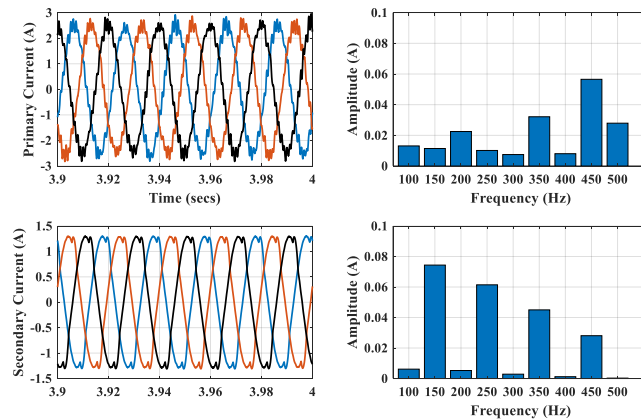 Primary Current (A)
3
2
1
0
-1
-2
-3
3.9 3.92 3.94 3.96 3.98 4
Time (secs)
Amplitude (A)
0.1
0.08
0.06
0.04
0.02
0
100 150 200 250 300 350 400 450 500
Frequency (Hz)
Secondary Current (A)
1.5
1
0.5
0
-0.5
-1
-1.5
3.9 3.92 3.94 3.96 3.98 4
Time (secs)
Amplitude (A)
0.1
0.08
0.06
0.04
0.02
0
100 150 200 250 300 350 400 450 500
Frequency (Hz)